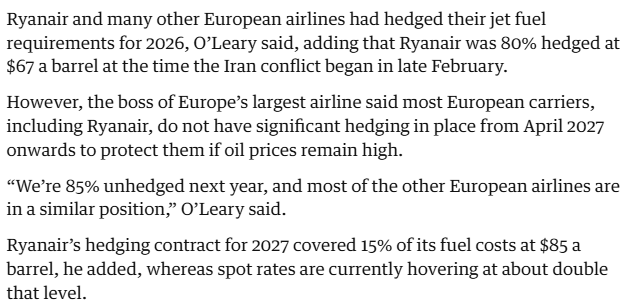 Ryanair and many other European airlines had hedged their jet fuel
requirements for 2026, O’Leary said, adding that Ryanair was 80% hedged at
$67 a barrel at the time the Iran conflict began in late February.
However, the boss of Europe’s largest airline said most European carriers,
including Ryanair, do not have significant hedging in place from April 2027
onwards to protect them if oil prices remain high.
“We’re 85% unhedged next year, and most of the other European airlines are
in a similar position,” O’Leary said.
Ryanair’s hedging contract for 2027 covered 15% of its fuel costs at $85 a
barrel, he added, whereas spot rates are currently hovering at about double
that level.